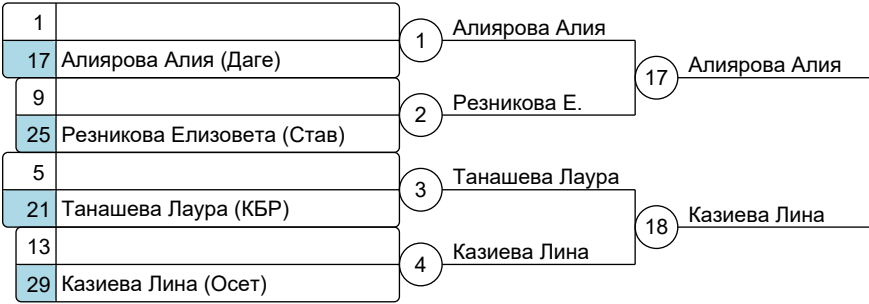 1
1 Алиярова Алия
17 Алиярова Алия (Даге)
17 Алиярова Алия
9
2 Резникова Е.
25 Резникова Елизовета (Став)
5
3 Танашева Лаура
21 Танашева Лаура (КБР)
18 Казиева Лина
13
4 Казиева Лина
29 Казиева Лина (Осет)